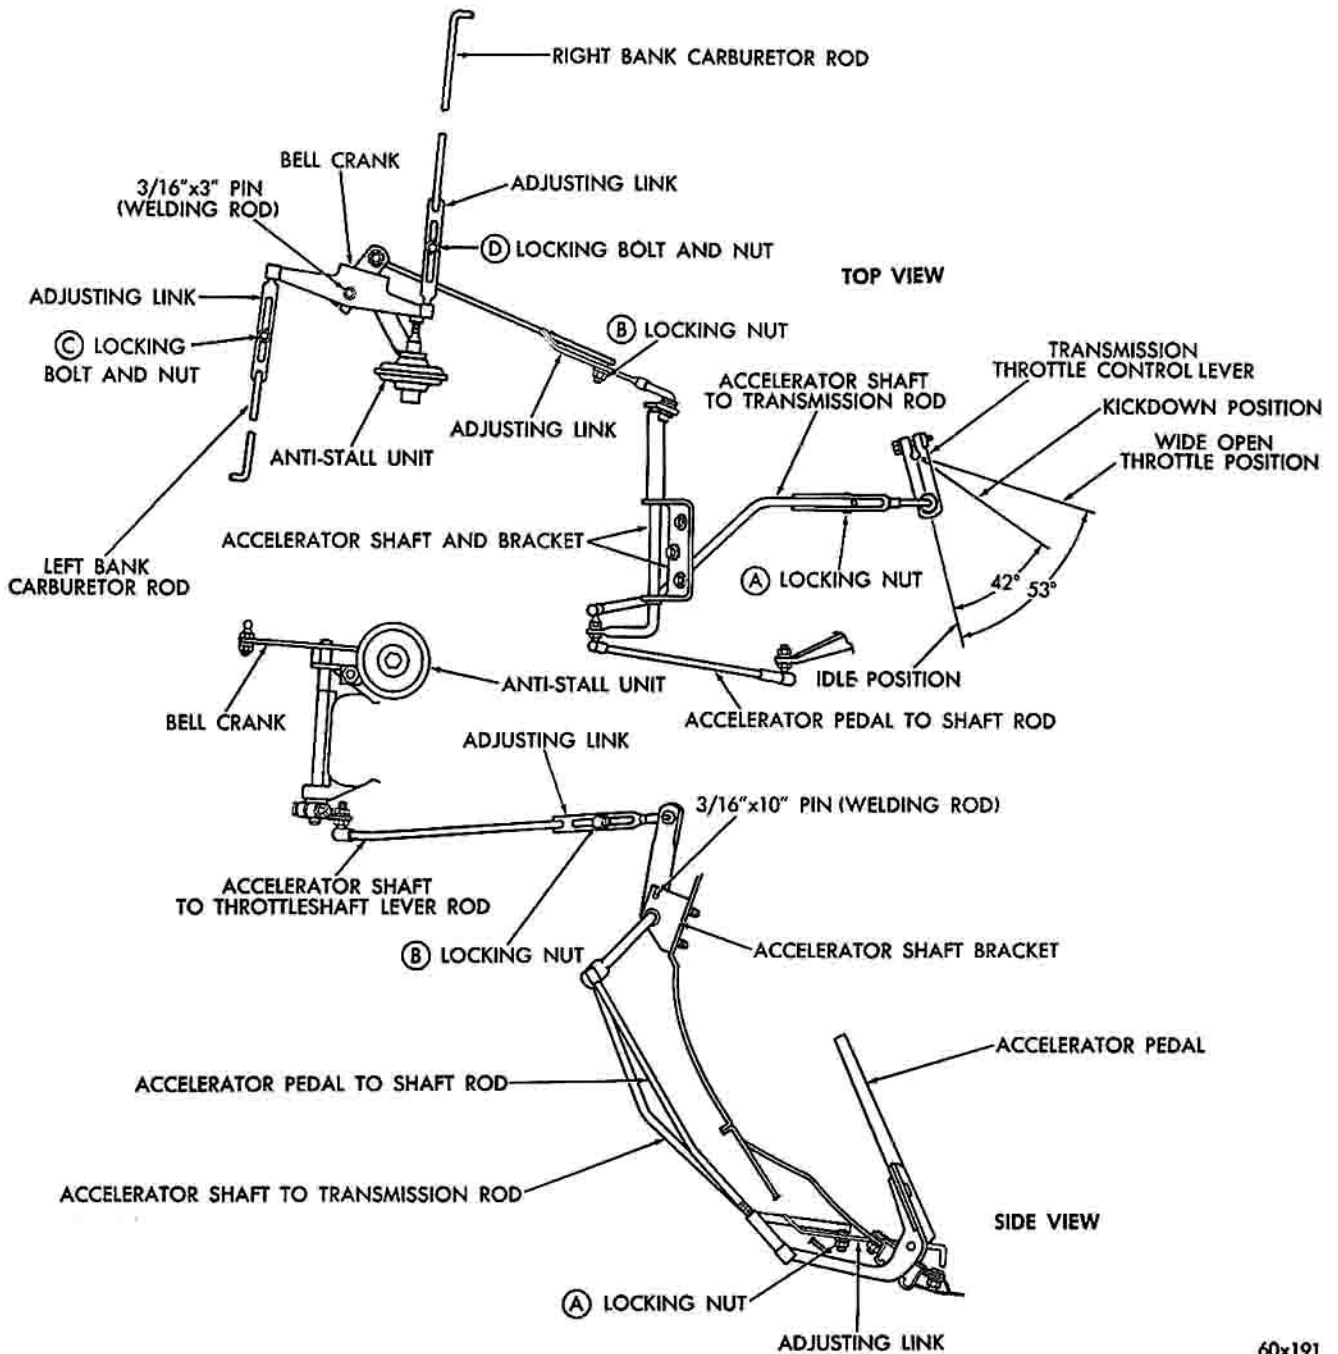 RIGHT BANK CARBURETOR ROD
BELL CRANK
3/16"x3" PIN
(WELDING ROD)
ADJUSTING LINK
D LOCKING BOLT AND NUT
TOP VIEW
ADJUSTING LINK
B LOCKING NUT
C LOCKING
BOLT AND NUT
TRANSMISSION
THROTTLE CONTROL LEVER
ACCELERATOR SHAFT
TO TRANSMISSION ROD
KICKDOWN POSITION
ADJUSTING LINK
WIDE OPEN
THROTTLE POSITION
ANTI-STALL UNIT
ACCELERATOR SHAFT AND BRACKET
LEFT BANK
CARBURETOR ROD
A LOCKING NUT
42°
53°
ANTI-STALL UNIT
IDLE POSITION
BELL CRANK
ACCELERATOR PEDAL TO SHAFT ROD
ADJUSTING LINK
3/16"x10" PIN (WELDING ROD)
ACCELERATOR SHAFT
TO THROTTLESHAFT LEVER ROD
B LOCKING NUT
ACCELERATOR SHAFT BRACKET
ACCELERATOR PEDAL
ACCELERATOR PEDAL TO SHAFT ROD
ACCELERATOR SHAFT TO TRANSMISSION ROD
SIDE VIEW
A LOCKING NUT
ADJUSTING LINK
60x191